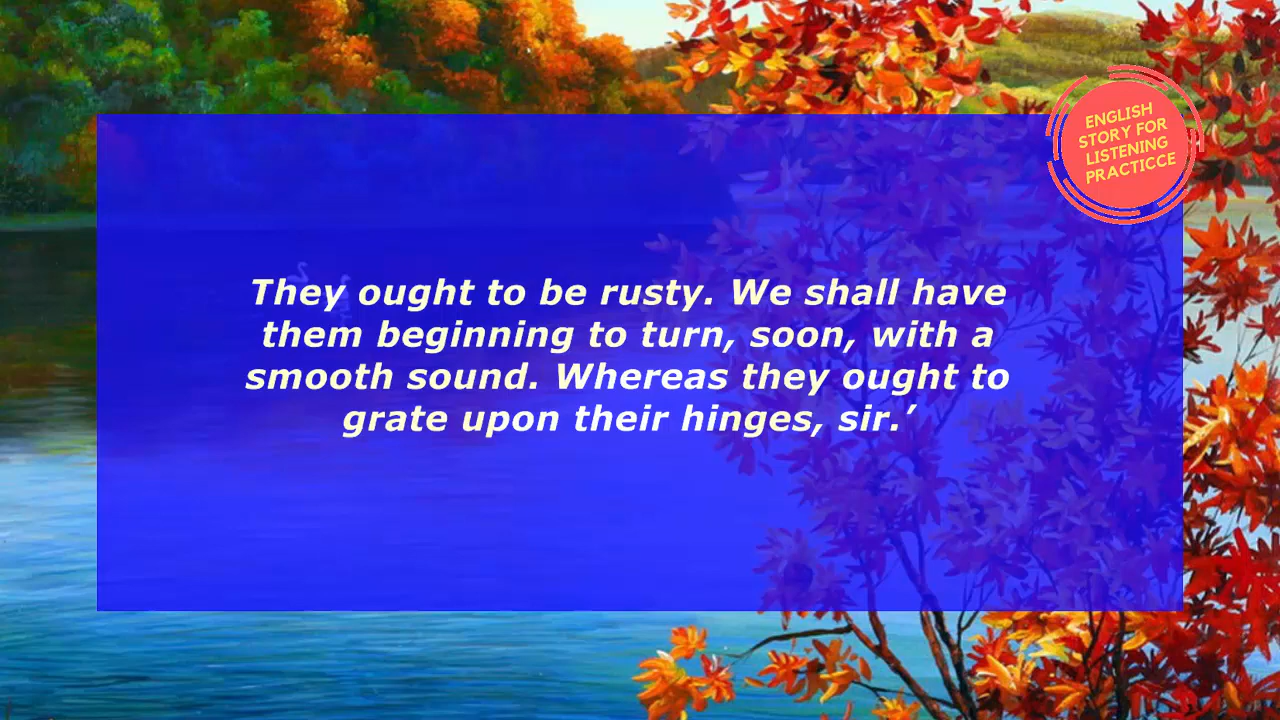 ENGLISH
STORY FOR
LISTENING
PRACTICCE
They ought to be rusty. We shall have
them beginning to turn, soon, with a
smooth sound. Whereas they ought to
grate upon their hinges, sir.’